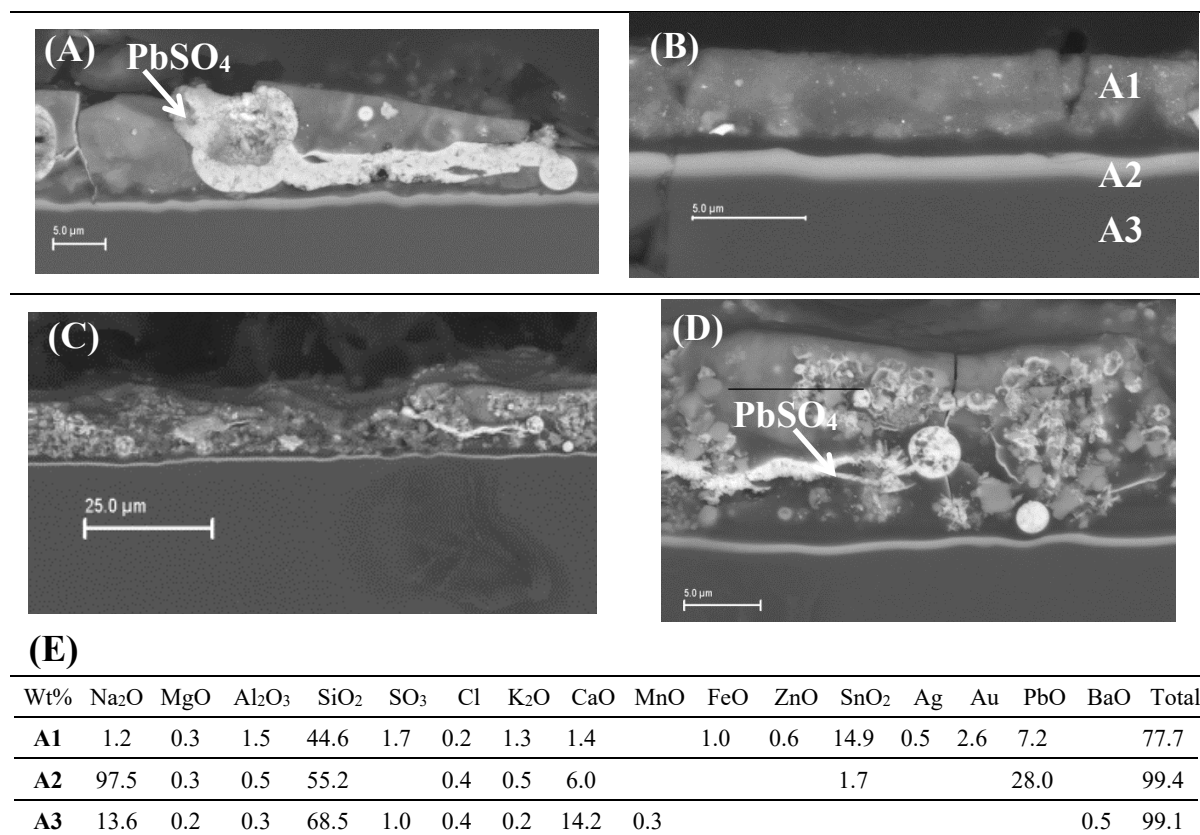 (A)
PbSO₄
5.0 µm
(B)
A1
A2
A3
5.0 µm
(C)
25.0 µm
(D)
PbSO₄
5.0 µm
(E)
Wt% Na₂O MgO Al₂O₃ SiO₂ SO₃ Cl K₂O CaO MnO FeO ZnO SnO₂ Ag Au PbO BaO Total
A1 1.2 0.3 1.5 44.6 1.7 0.2 1.3 1.4 1.0 0.6 14.9 0.5 2.6 7.2 77.7
A2 97.5 0.3 0.5 55.2 0.4 0.5 6.0 1.7 28.0 99.4
A3 13.6 0.2 0.3 68.5 1.0 0.4 0.2 14.2 0.3 0.5 99.1